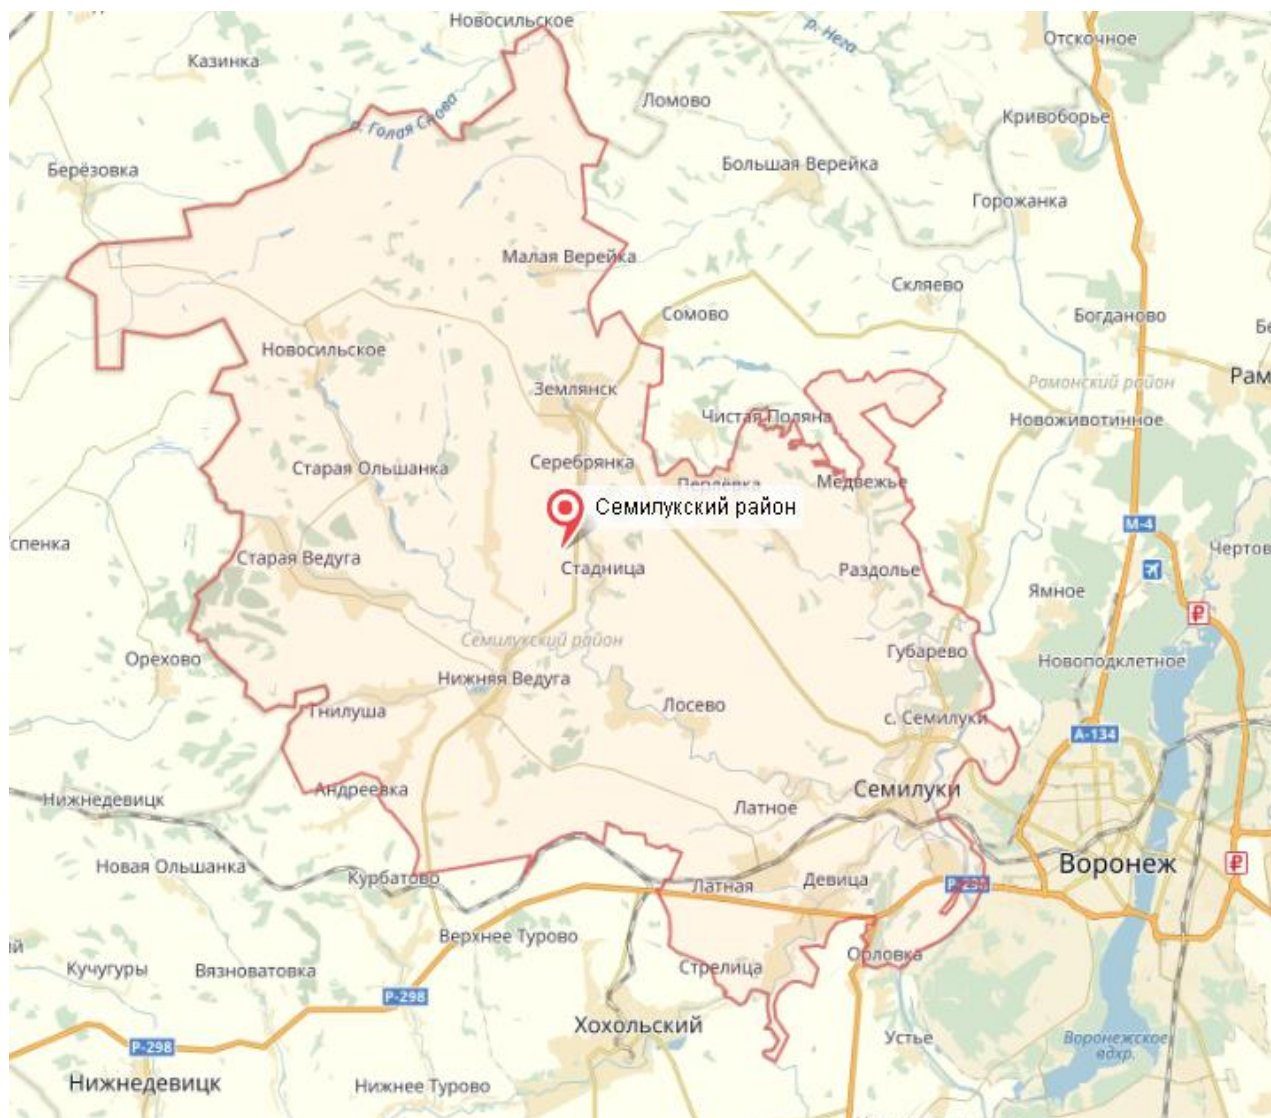 Новосильское
р. Нега
Отскочное
Казинка
Ломово
Кривоборье
р. Голая Снова
Берёзовка
Большая Верейка
Горожанка
Малая Верейка
Скляево
Сомово
Богданово
Новосильское
Рамонский район
Рам
Землянск
Чистая Поляна
Новоживотинное
Серебрянка
Старая Ольшанка
Перлёвка
Медвежье
Семилукский район
М-4
спенка
Чертов
Старая Ведуга
Стадница
Раздолье
Ямное
Семилукский район
Губарево
Орехово
Новоподклетное
Нижняя Ведуга
Гнилуша
Лосево
с. Семилуки
А-134
Андреевка
Семилуки
Нижнедевицк
Латное
Новая Ольшанка
Воронеж
Курбатово
Латная
Девица
Верхнее Турово
Орловка
Кучугуры
Вязноватовка
Стрелица
Р-298
Хохольский
Устье
Воронежское
вдхр.
Р-298
Нижнедевицк
Нижнее Турово